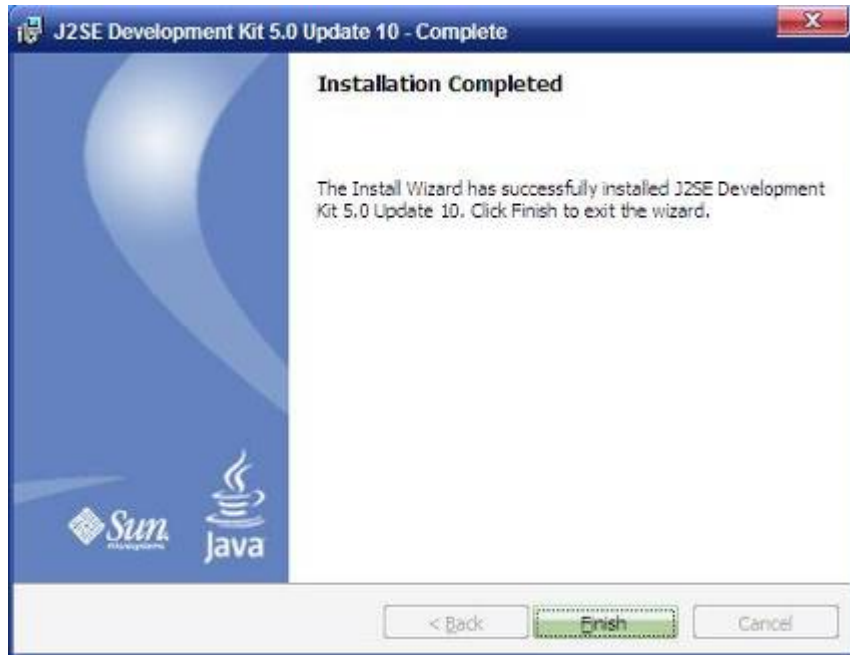 J2SE Development Kit 5.0 Update 10 - Complete
Installation Completed
The Install Wizard has successfully installed J2SE Development
Kit 5.0 Update 10. Click Finish to exit the wizard.
Sun
microsystems
Java
< Back
Finish
Cancel